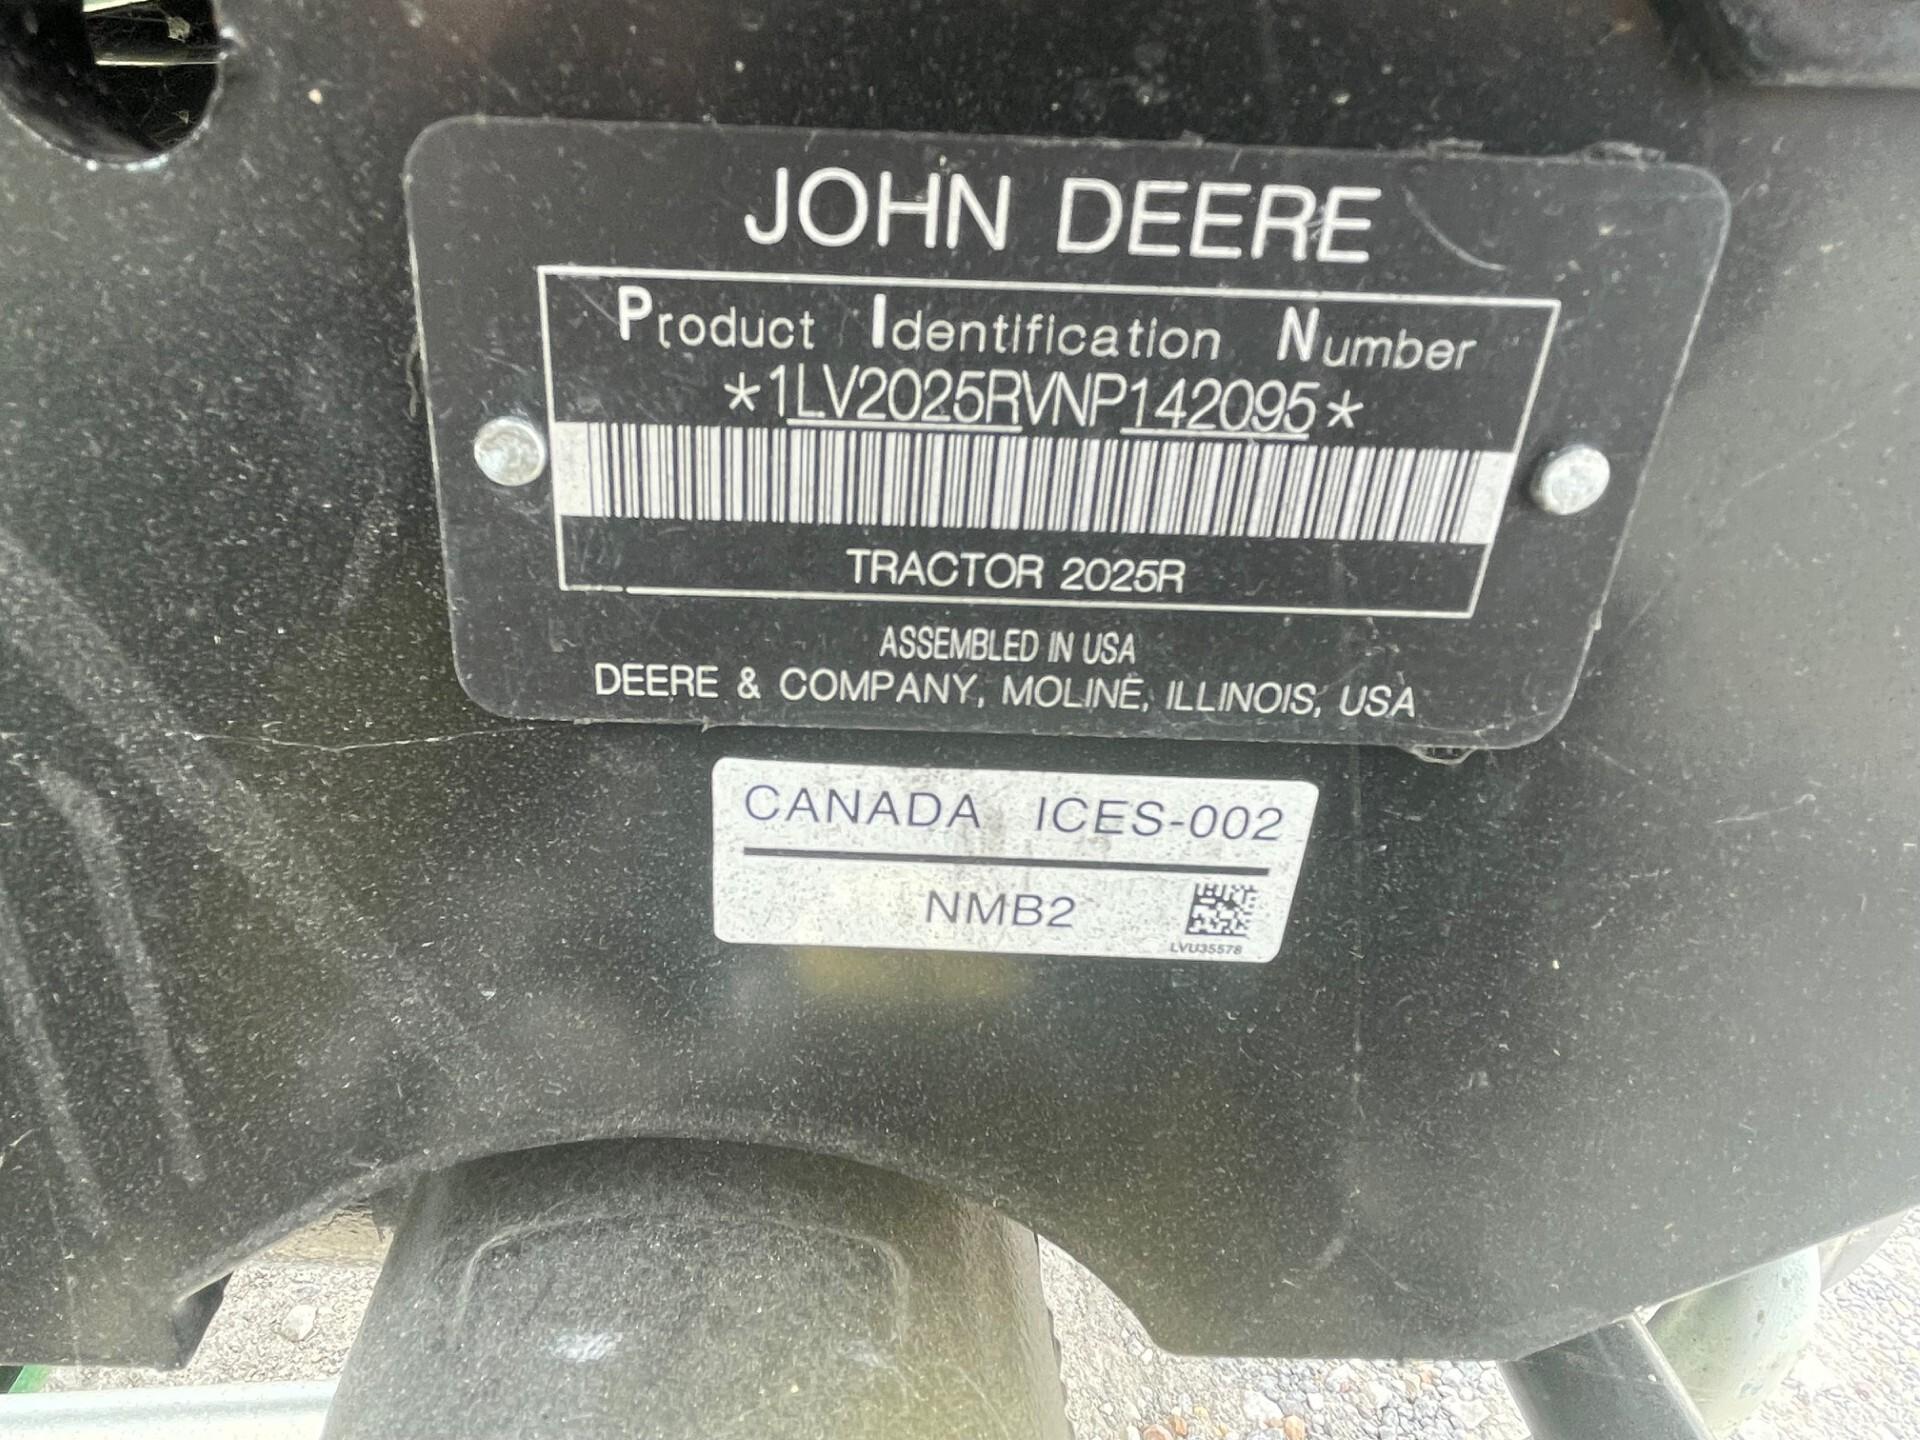 JOHN DEERE
Product Identification Number
*1LV2025RVNP142095*
TRACTOR 2025R
ASSEMBLED IN USA
DEERE & COMPANY, MOLINE, ILLINOIS, USA
CANADA ICES-002
NMB2
LVU35578